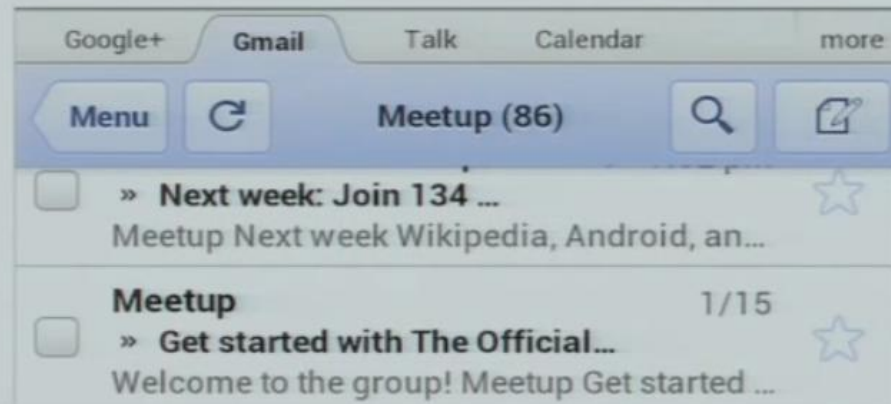 Google+ Gmail Talk Calendar more
Menu Meetup (86)
» Next week: Join 134 ...
Meetup Next week Wikipedia, Android, an...
Meetup 1/15
» Get started with The Official...
Welcome to the group! Meetup Get started ...